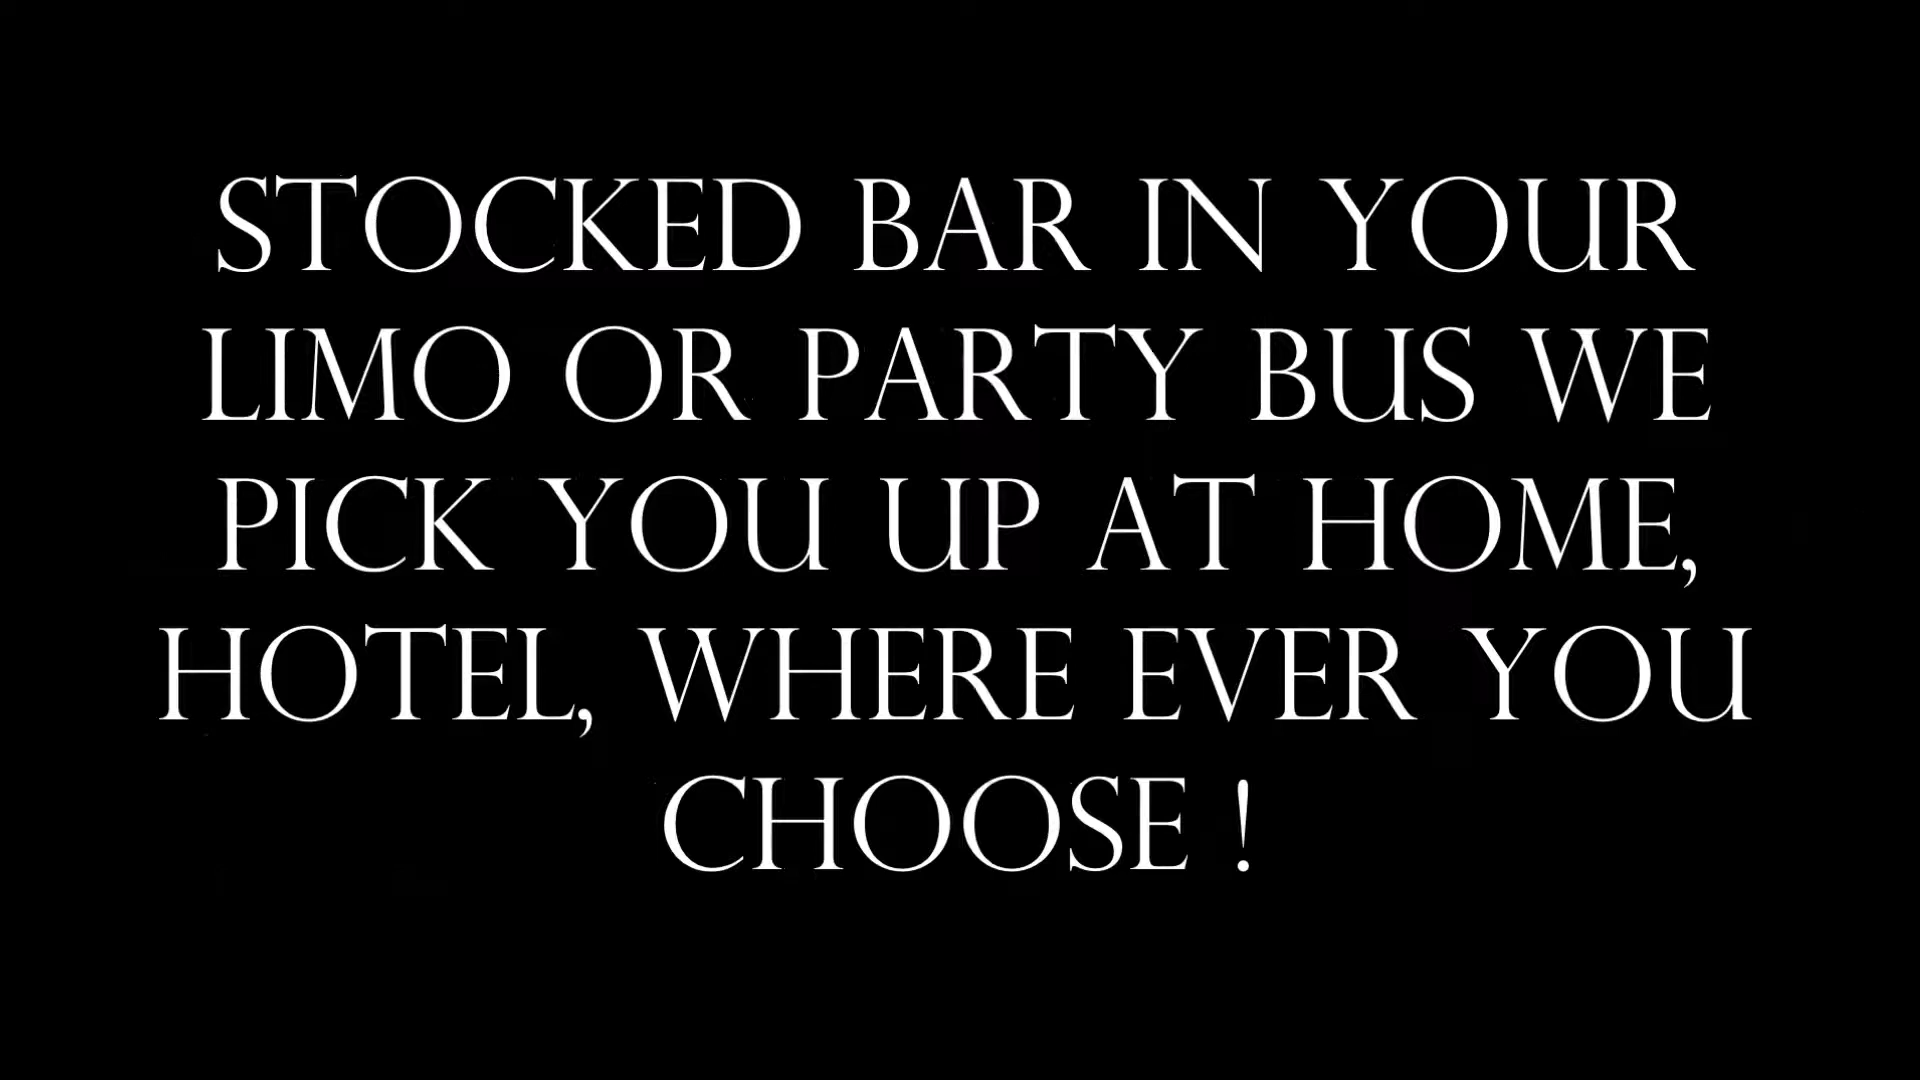 STOCKED BAR IN YOUR
LIMO OR PARTY BUS WE
PICK YOU UP AT HOME,
HOTEL, WHERE EVER YOU
CHOOSE !